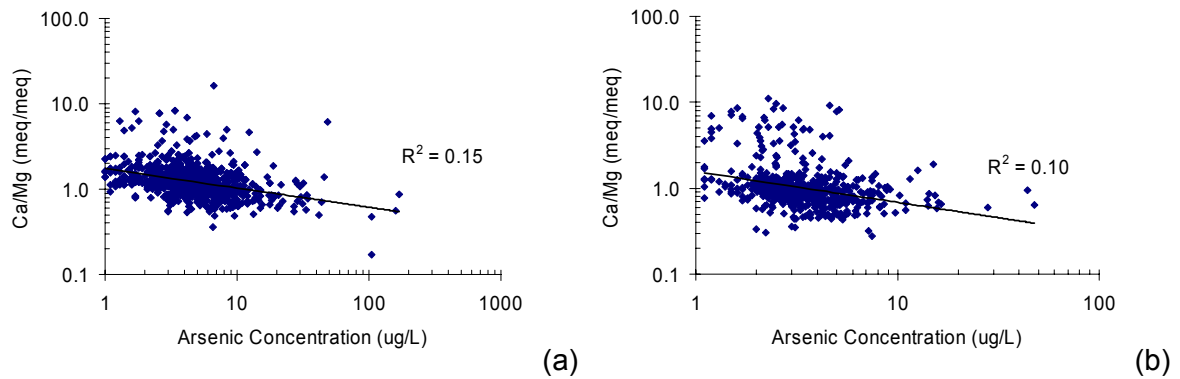 100.0
10.0
1.0
0.1
Ca/Mg (meq/meq)
R² = 0.15
1 10 100 1000
Arsenic Concentration (ug/L)
(a)
100.0
10.0
1.0
0.1
Ca/Mg (meq/meq)
R² = 0.10
1 10 100
Arsenic Concentration (ug/L)
(b)